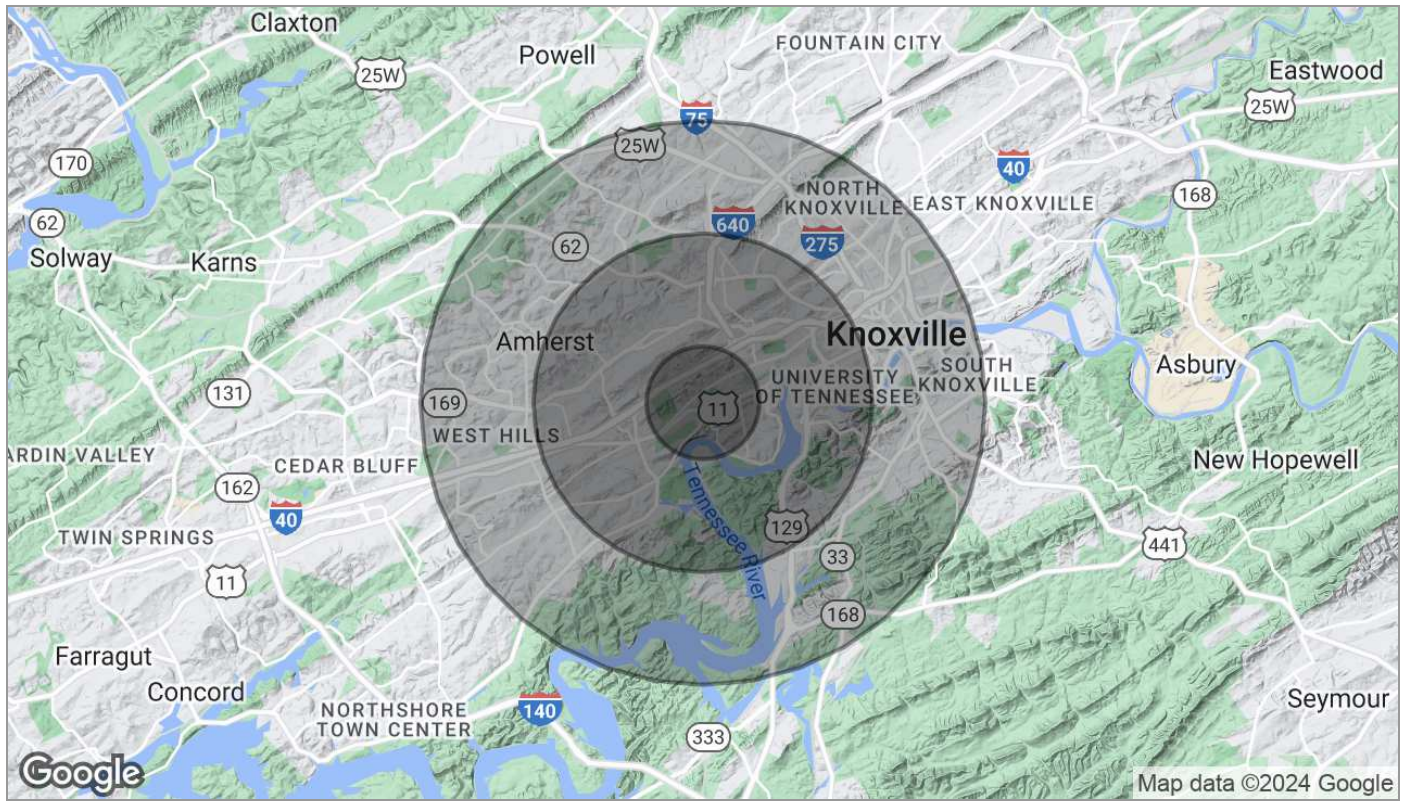 Claxton
Powell
FOUNTAIN CITY
Eastwood
25W
25W
75
25W
170
40
168
NORTH
KNOXVILLE
EAST KNOXVILLE
62
640
275
62
Solway
Karns
Knoxville
Amherst
SOUTH
KNOXVILLE
Asbury
UNIVERSITY
OF TENNESSEE
131
169
11
WEST HILLS
ARDIN VALLEY
CEDAR BLUFF
New Hopewell
162
40
Tennessee River
129
TWIN SPRINGS
441
33
11
168
Farragut
Concord
Seymour
NORTHSHORE
TOWN CENTER
140
333
Google
Map data ©2024 Google